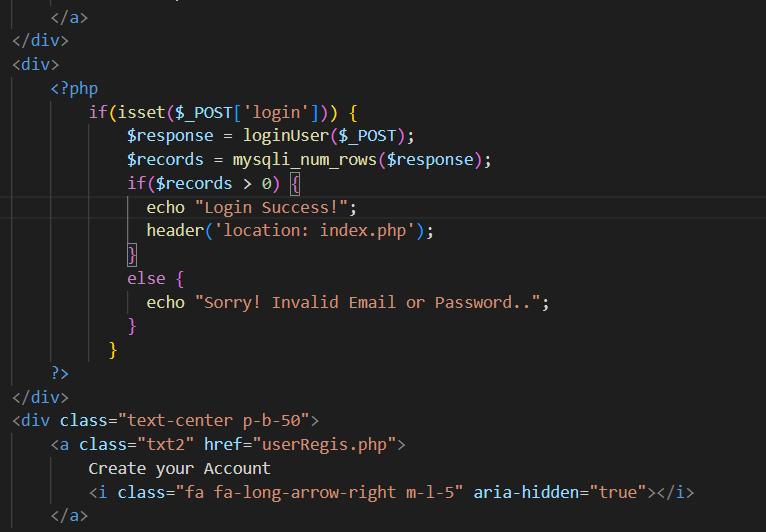 </a>
</div>
<div>
<?php
if(isset($_POST['login'])) {
$response = loginUser($_POST);
$records = mysqli_num_rows($response);
if($records > 0) {
echo "Login Success!";
header('location: index.php');
}
else {
echo "Sorry! Invalid Email or Password..";
}
}
?>
</div>
<div class="text-center p-b-50">
<a class="txt2" href="userRegis.php">
Create your Account
<i class="fa fa-long-arrow-right m-l-5" aria-hidden="true"></i>
</a>